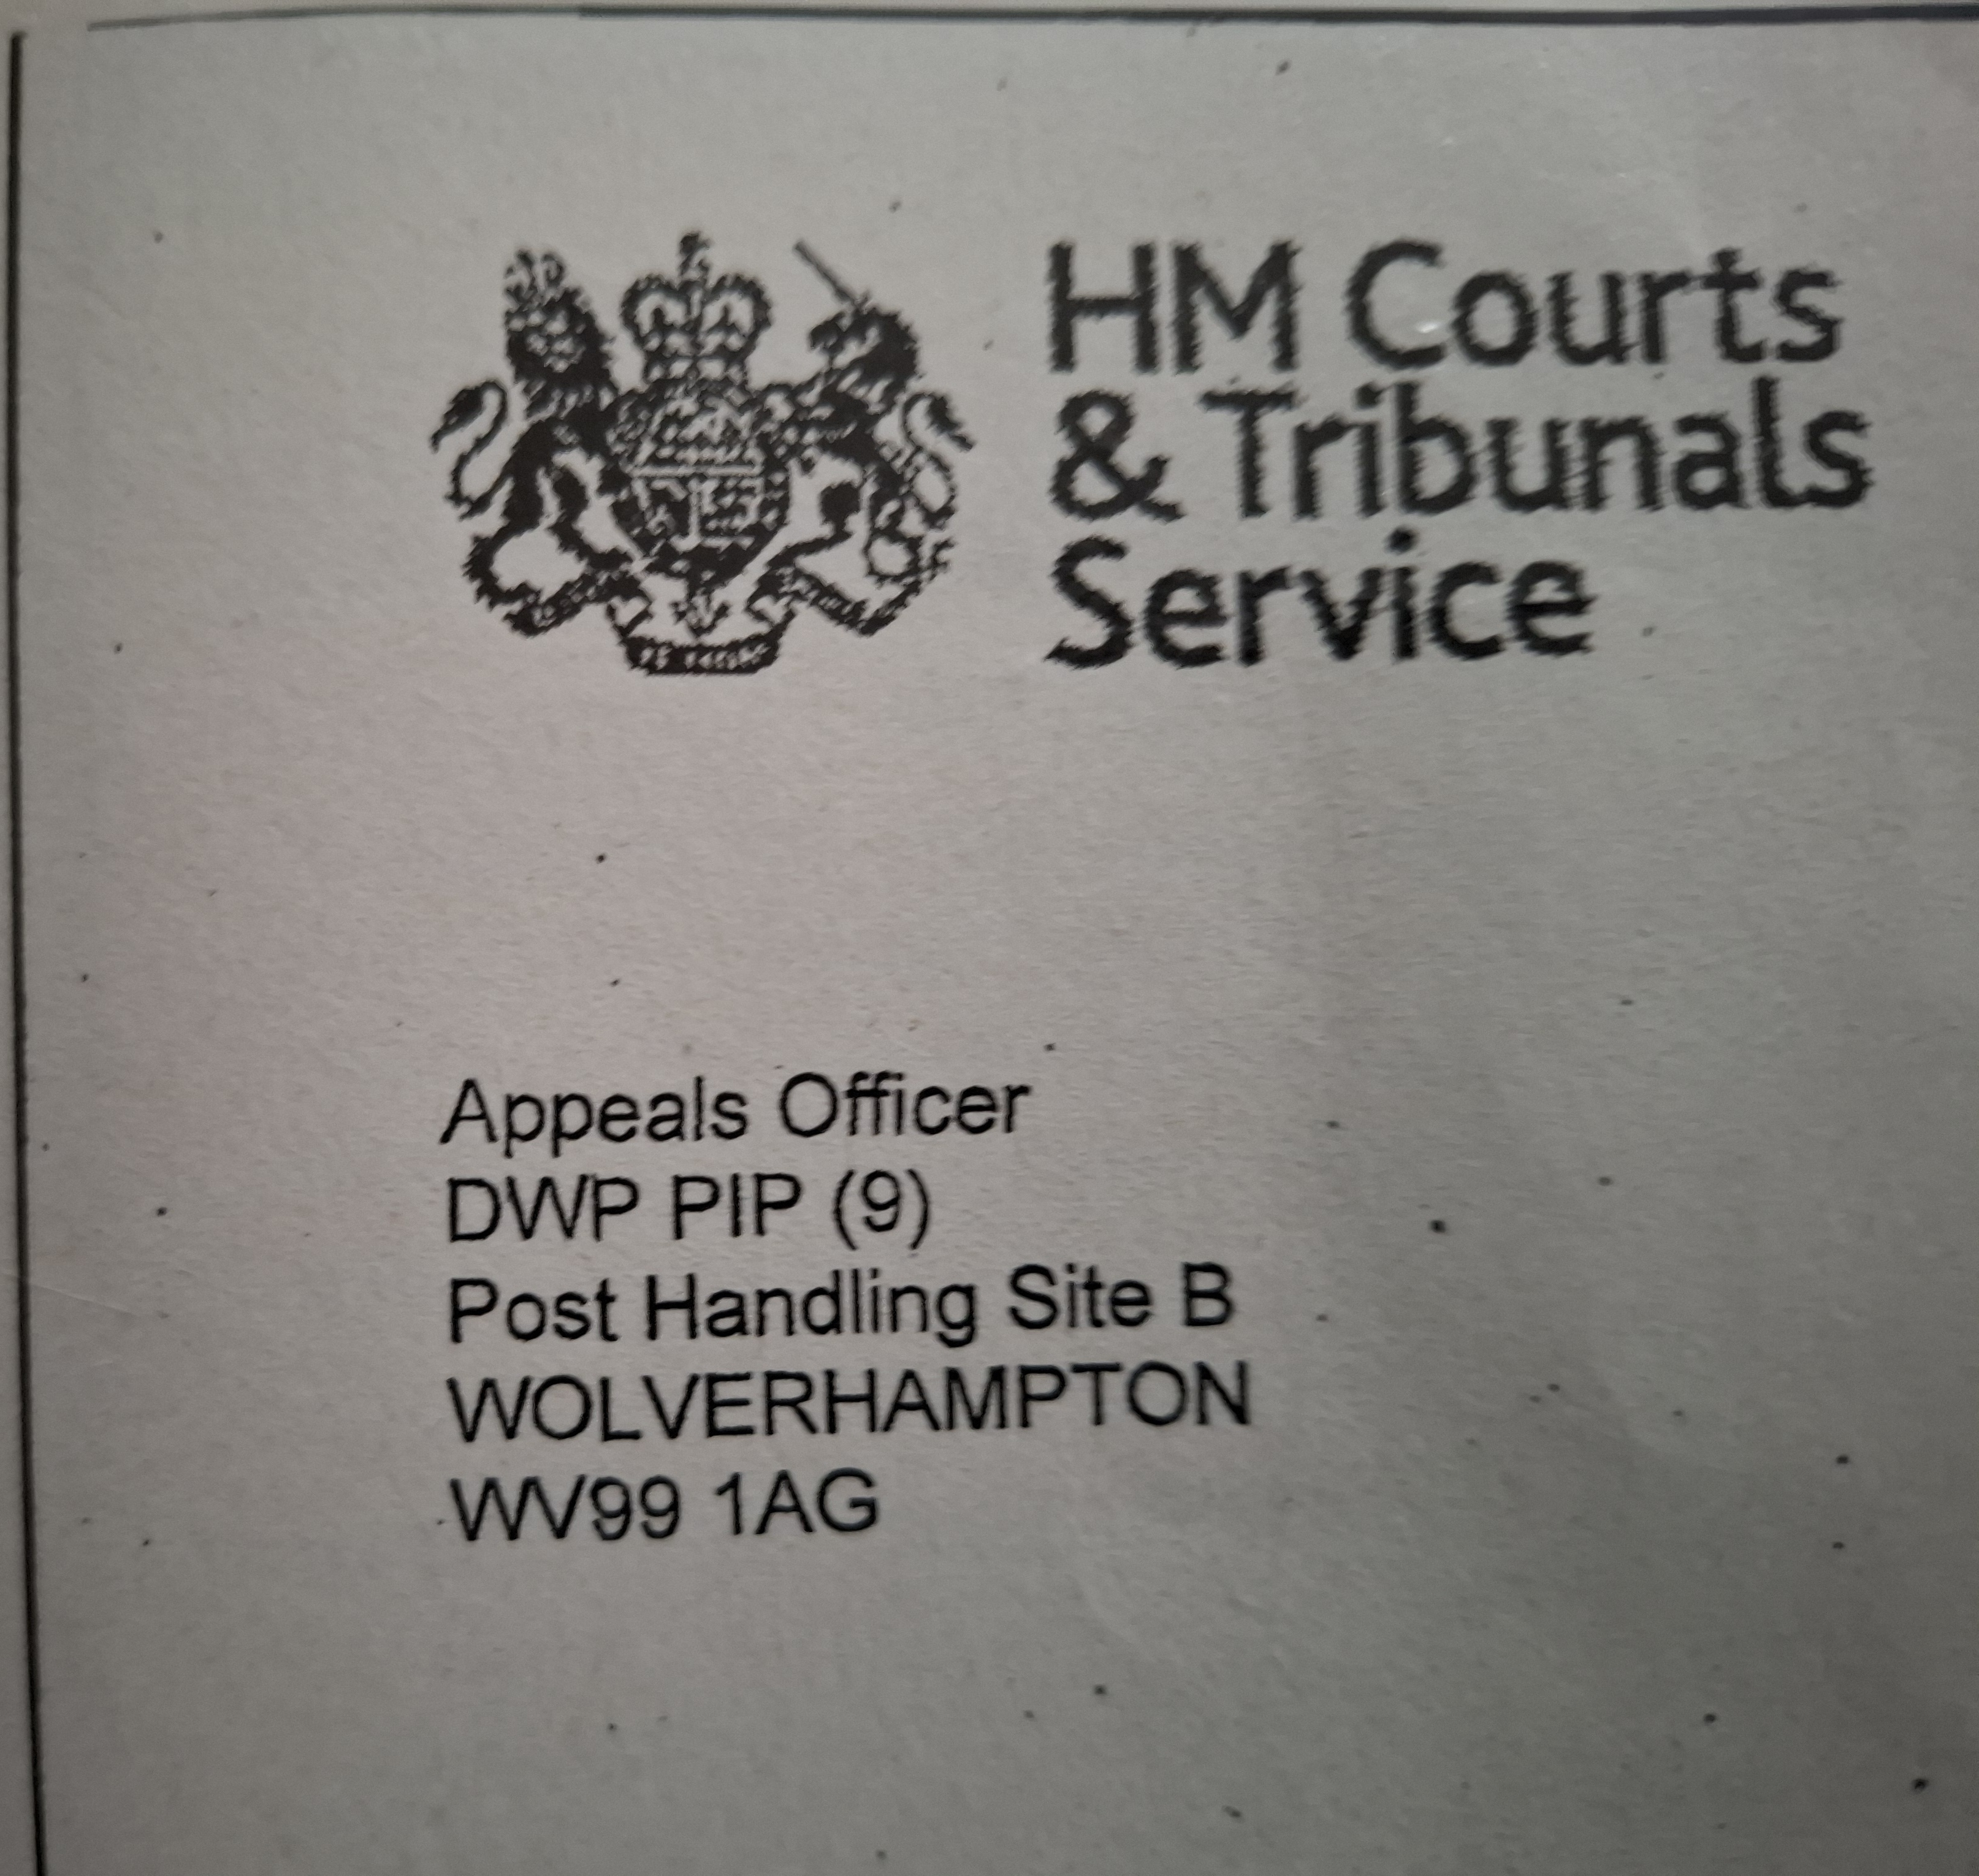 HM Courts
& Tribunals
Service
Appeals Officer
DWP PIP (9)
Post Handling Site B
WOLVERHAMPTON
WV99 1AG